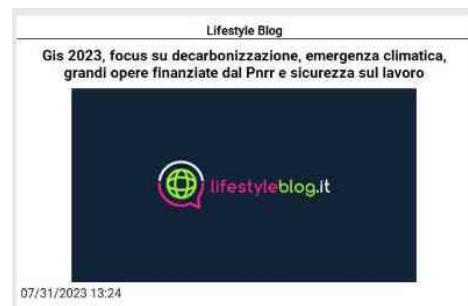 Lifestyle Blog
Gis 2023, focus su decarbonizzazione, emergenza climatica,
grandi opere finanziate dal Pnrr e sicurezza sul lavoro
lifestyleblog.it
07/31/2023 13:24